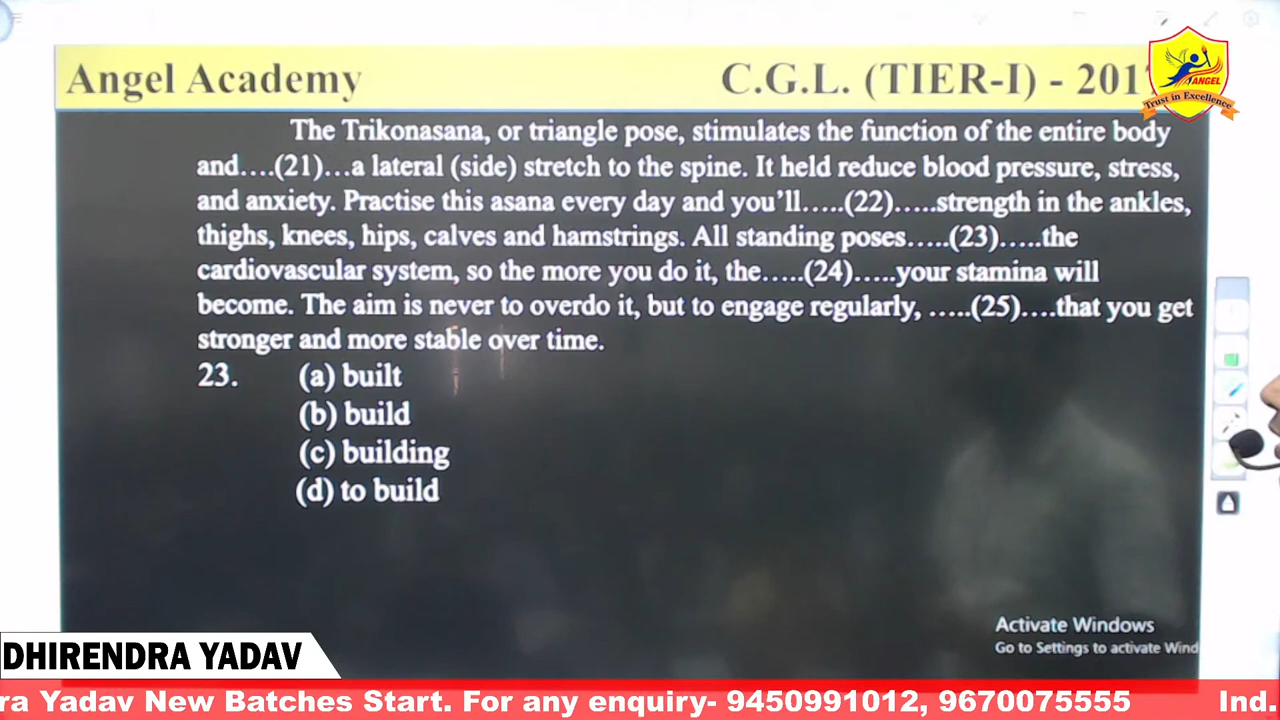 Angel Academy
C.G.L. (TIER-I) - 201
ANGEL
Trust in Excellence
The Trikonasana, or triangle pose, stimulates the function of the entire body
and....(21)...a lateral (side) stretch to the spine. It held reduce blood pressure, stress,
and anxiety. Practise this asana every day and you'll.....(22).....strength in the ankles,
thighs, knees, hips, calves and hamstrings. All standing poses.....(23).....the
cardiovascular system, so the more you do it, the.....(24).....your stamina will
become. The aim is never to overdo it, but to engage regularly, .....(25)....that you get
stronger and more stable over time.
23. (a) built
(b) build
(c) building
(d) to build
Activate Windows
Go to Settings to activate Wind
DHIRENDRA YADAV
ra Yadav New Batches Start. For any enquiry- 9450991012, 9670075555 Ind.